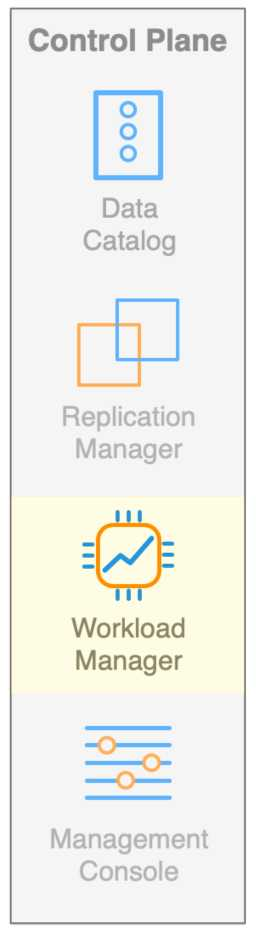 Control Plane
Data
Catalog
Replication
Manager
Workload
Manager
Management
Console